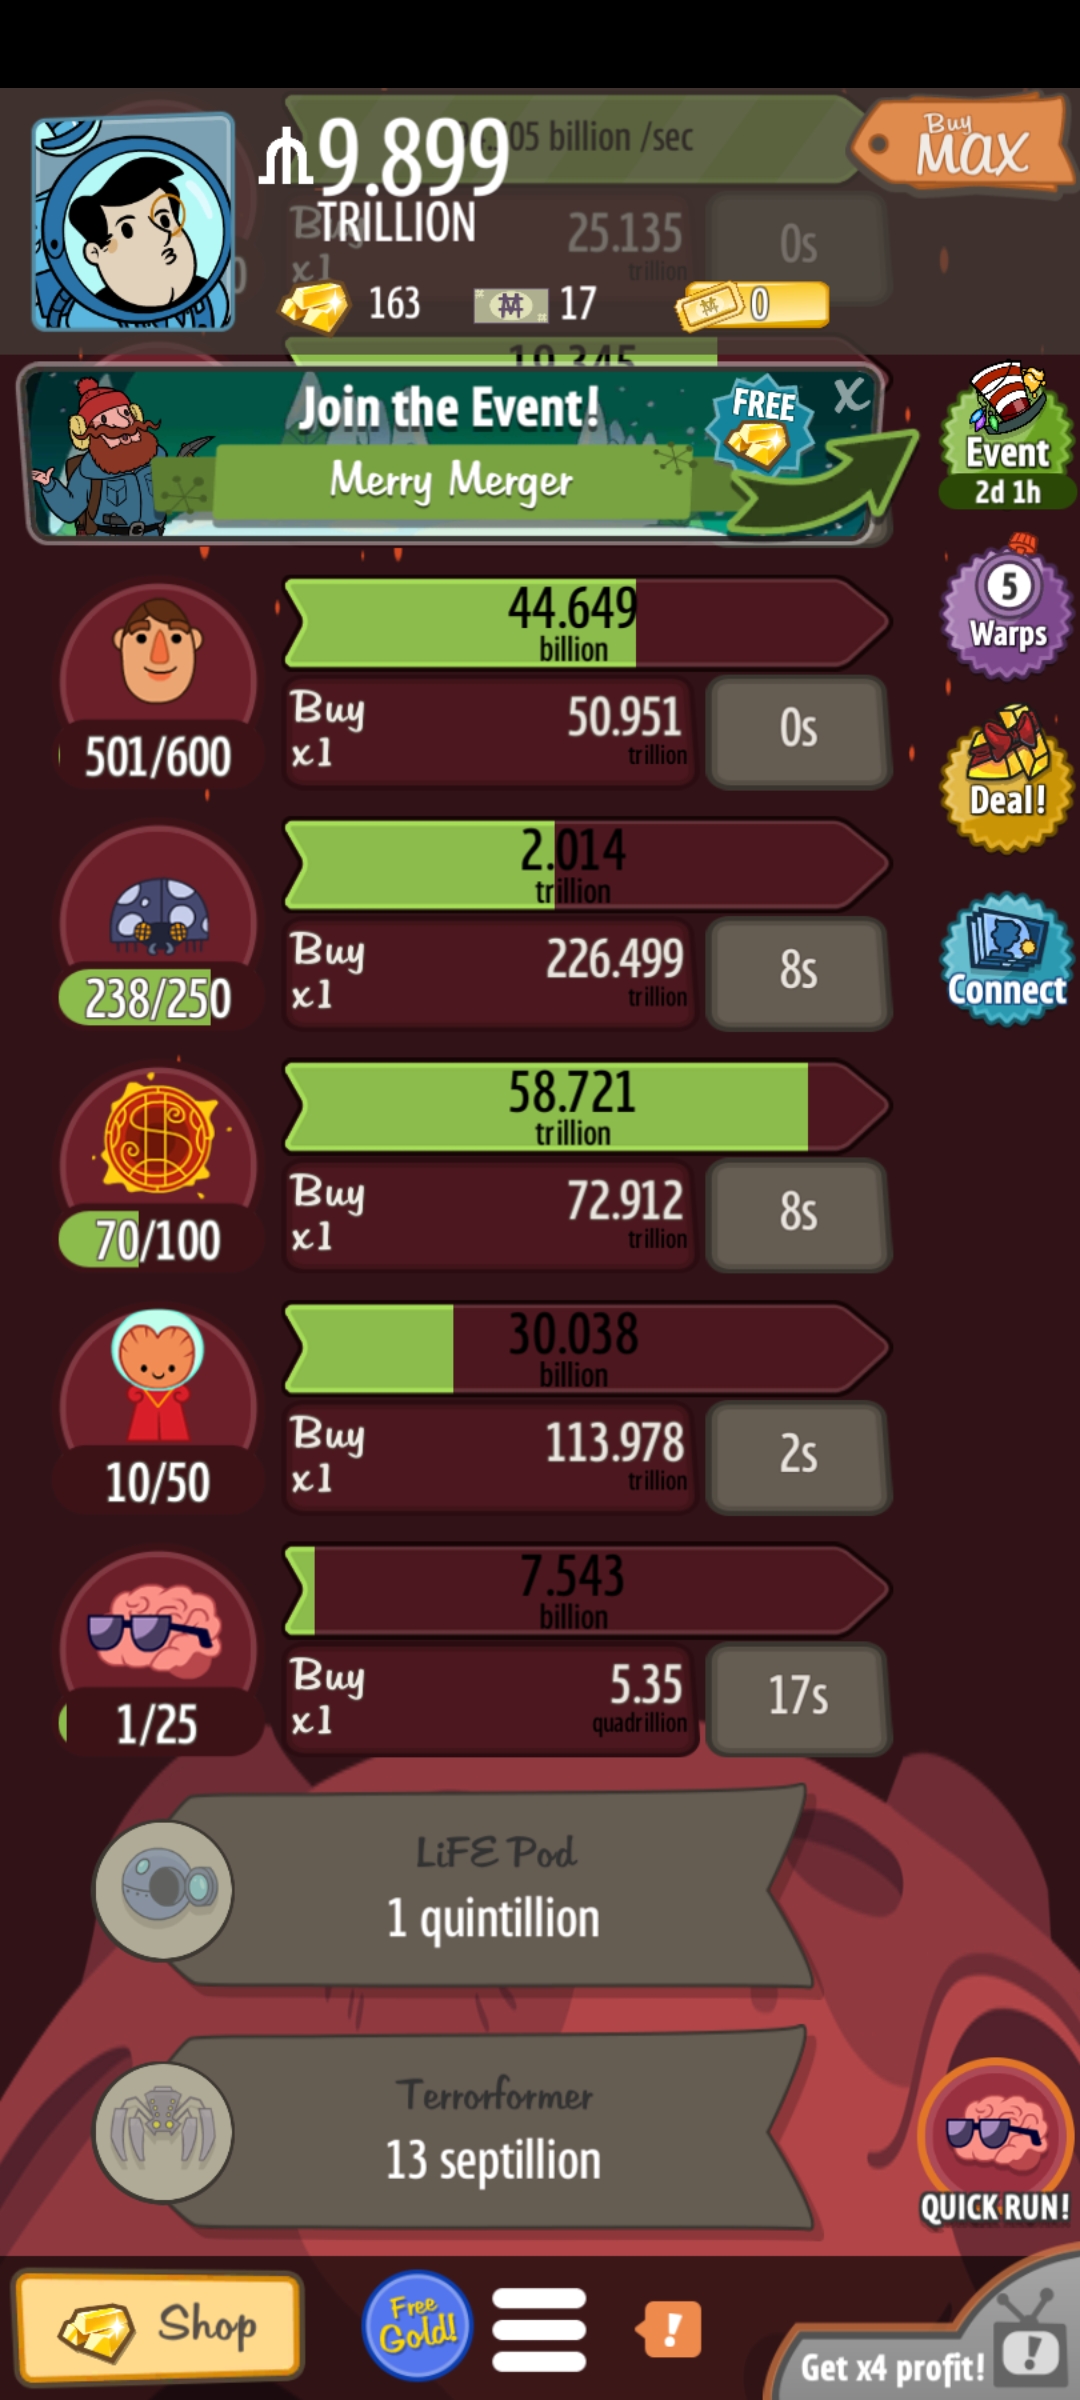 05 billion /sec
9.899
TRILLION
Buy
MAX
Buy
x1
25.135
trillion
0s
163
17
0
10.345
Join the Event!
FREE
X
Merry Merger
Event
2d 1h
44.649
billion
501/600
Buy
x1
50.951
trillion
0s
5
Warps
2.014
trillion
238/250
Buy
x1
226.499
trillion
8s
Deal!
Connect
58.721
trillion
70/100
Buy
x1
72.912
trillion
8s
30.038
billion
10/50
Buy
x1
113.978
trillion
2s
7.543
billion
1/25
Buy
x1
5.35
quadrillion
17s
LiFE Pod
1 quintillion
Terrorformer
13 septillion
QUICK RUN!
Shop
Free
Gold!
!
Get x4 profit!
!